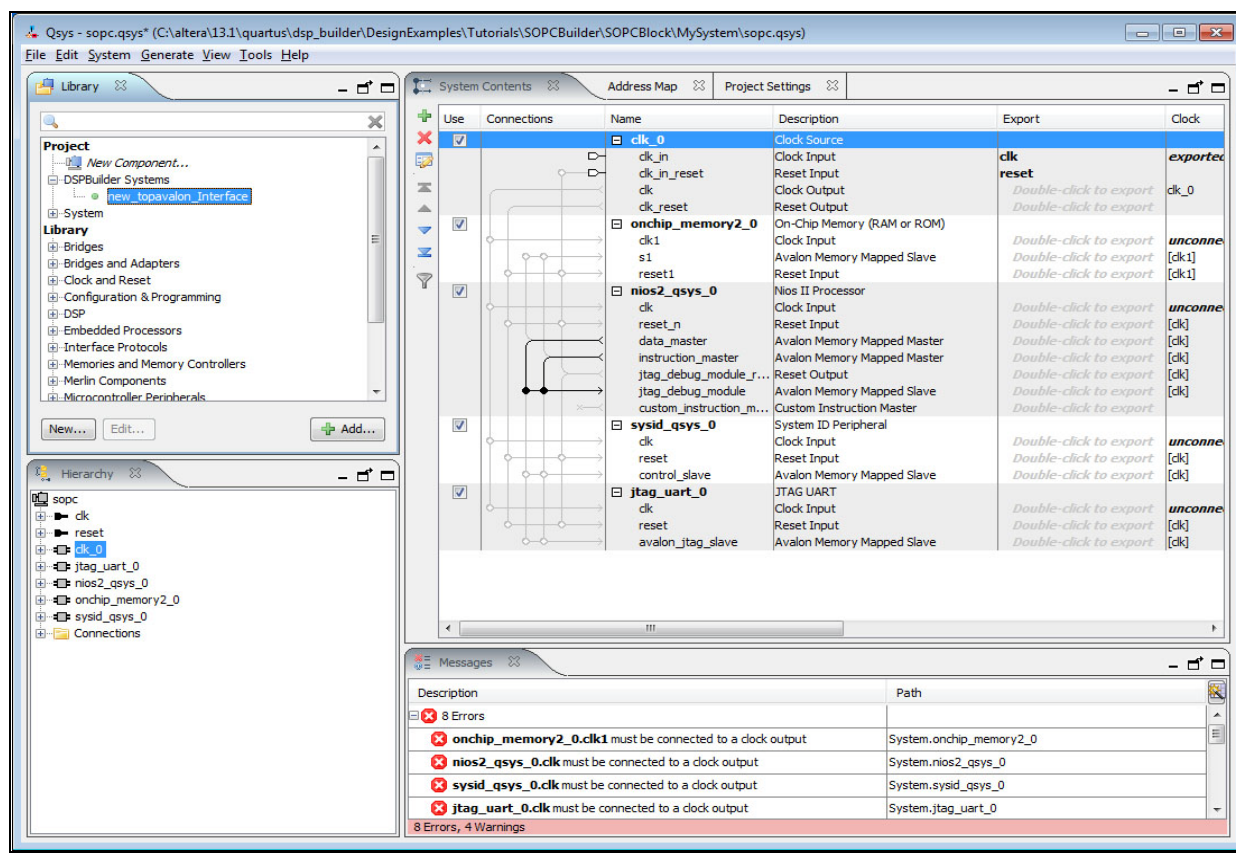 Qsys - sopc.qsys* (C:\altera\13.1\quartus\dsp_builder\DesignExamples\Tutorials\SOPCBuilder\SOPCBlock\MySystem\sopc.qsys)
File Edit System Generate View Tools Help
Library
Project
New Component...
DSPBuilder Systems
new_topavalon_Interface
System
Library
Bridges
Bridges and Adapters
Clock and Reset
Configuration & Programming
DSP
Embedded Processors
Interface Protocols
Memories and Memory Controllers
Merlin Components
Microcontroller Peripherals
New... Edit... Add...
Hierarchy
sopc
clk
reset
clk_0
jtag_uart_0
nios2_qsys_0
onchip_memory2_0
sysid_qsys_0
Connections
System Contents Address Map Project Settings
Use Connections Name Description Export Clock
clk_0 Clock Source
clk_in Clock Input clk exported
clk_in_reset Reset Input reset
clk Clock Output Double-click to export clk_0
clk_reset Reset Output Double-click to export
onchip_memory2_0 On-Chip Memory (RAM or ROM)
clk1 Clock Input Double-click to export unconne
s1 Avalon Memory Mapped Slave Double-click to export [clk1]
reset1 Reset Input Double-click to export [clk1]
nios2_qsys_0 Nios II Processor
clk Clock Input Double-click to export unconne
reset_n Reset Input Double-click to export [clk]
data_master Avalon Memory Mapped Master Double-click to export [clk]
instruction_master Avalon Memory Mapped Master Double-click to export [clk]
jtag_debug_module_r... Reset Output Double-click to export [clk]
jtag_debug_module Avalon Memory Mapped Slave Double-click to export [clk]
custom_instruction_m... Custom Instruction Master Double-click to export
sysid_qsys_0 System ID Peripheral
clk Clock Input Double-click to export unconne
reset Reset Input Double-click to export [clk]
control_slave Avalon Memory Mapped Slave Double-click to export [clk]
jtag_uart_0 JTAG UART
clk Clock Input Double-click to export unconne
reset Reset Input Double-click to export [clk]
avalon_jtag_slave Avalon Memory Mapped Slave Double-click to export [clk]
Messages
Description Path
8 Errors
onchip_memory2_0.clk1 must be connected to a clock output System.onchip_memory2_0
nios2_qsys_0.clk must be connected to a clock output System.nios2_qsys_0
sysid_qsys_0.clk must be connected to a clock output System.sysid_qsys_0
jtag_uart_0.clk must be connected to a clock output System.jtag_uart_0
8 Errors, 4 Warnings